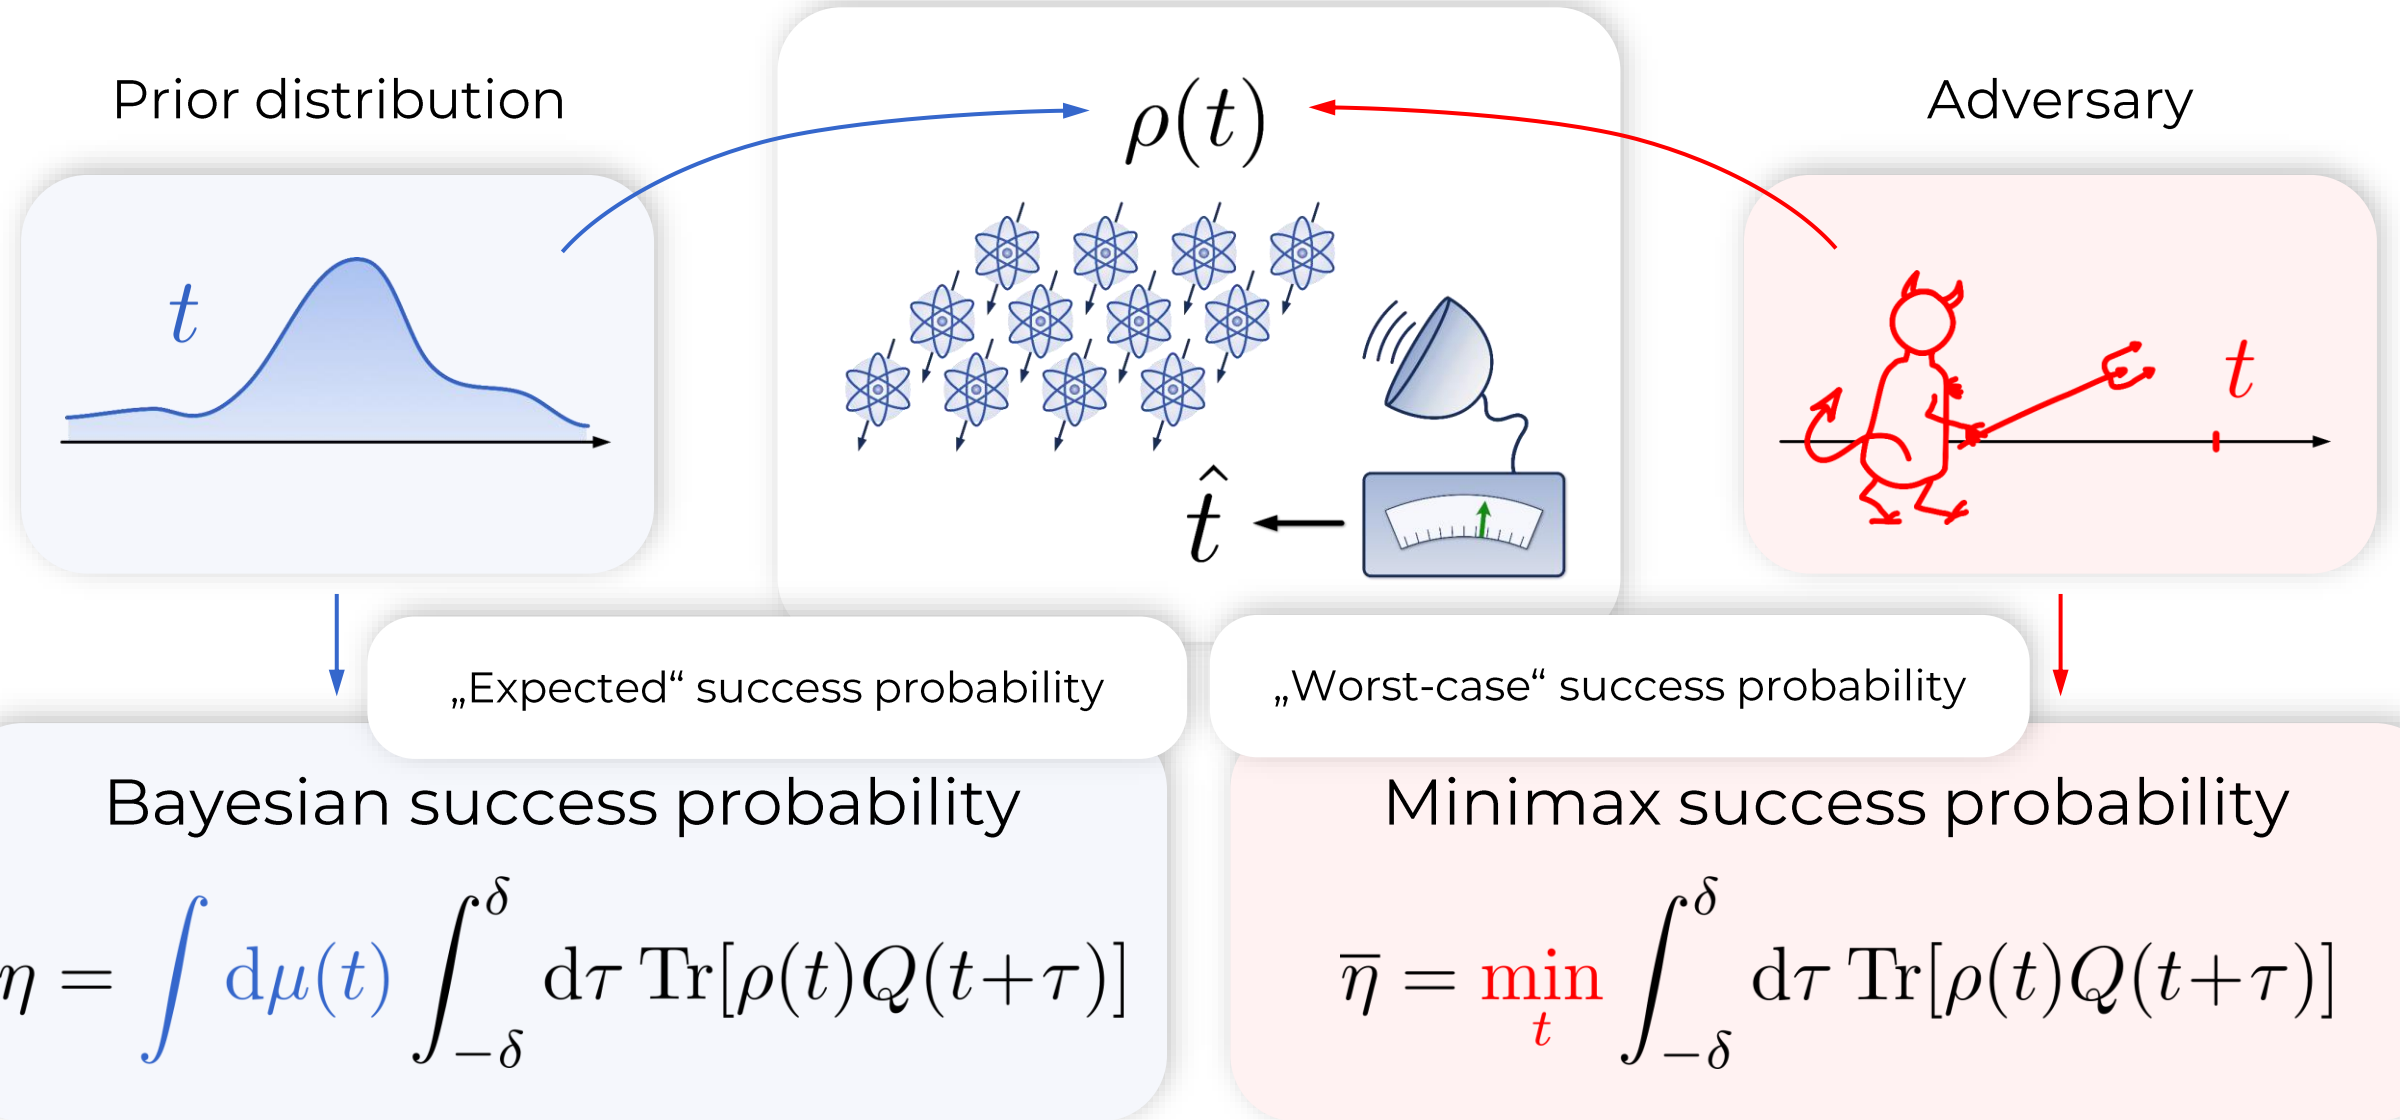 Prior distribution
ρ(t)
Adversary
t
t
t̂
„Expected“ success probability
„Worst-case“ success probability
Bayesian success probability
Minimax success probability
η = ∫ dμ(t) ∫_{−δ}^{δ} dτ Tr[ρ(t)Q(t+τ)]
η̅ = min_t ∫_{−δ}^{δ} dτ Tr[ρ(t)Q(t+τ)]